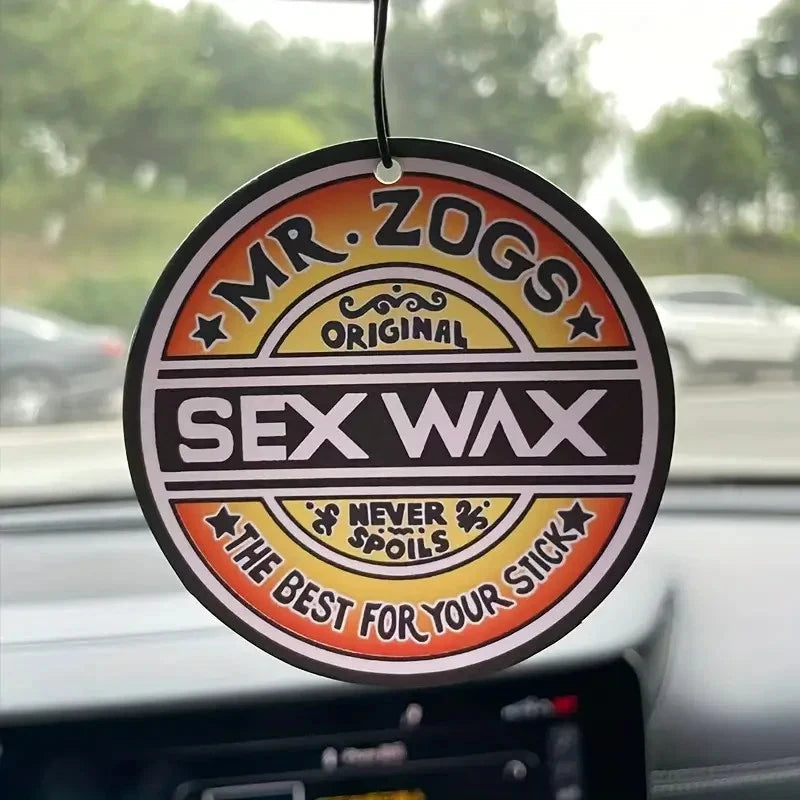 MR. ZOGS
ORIGINAL
SEX WAX
NEVER
SPOILS
THE BEST FOR YOUR STICK